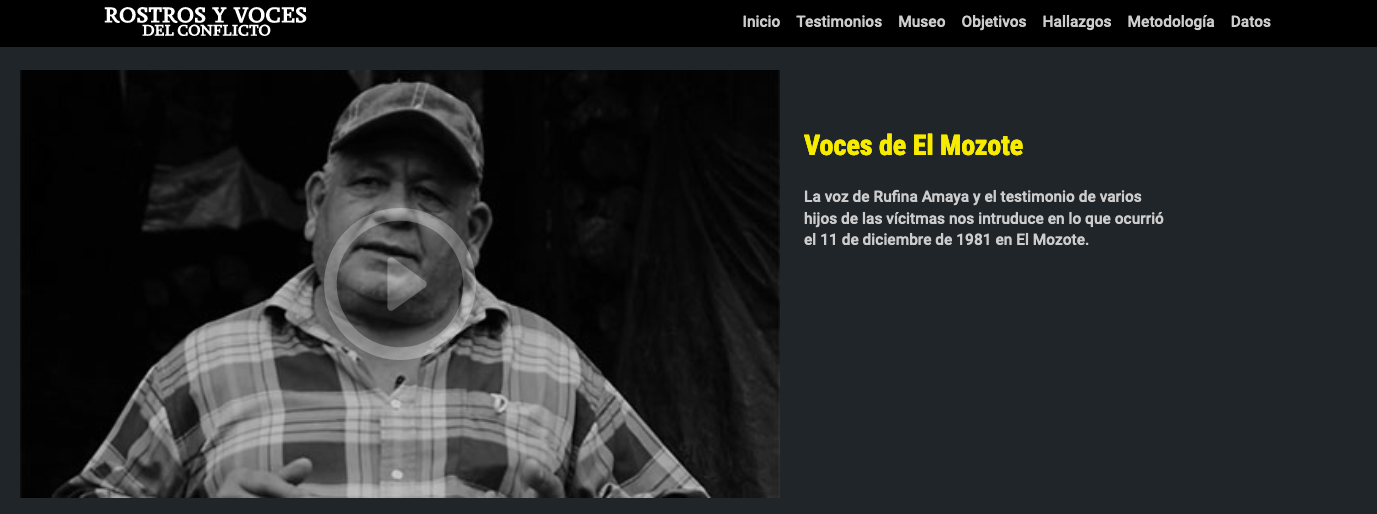 ROSTROS Y VOCES
DEL CONFLICTO
Inicio Testimonios Museo Objetivos Hallazgos Metodología Datos
Voces de El Mozote
La voz de Rufina Amaya y el testimonio de varios
hijos de las vícitmas nos intruduce en lo que ocurrió
el 11 de diciembre de 1981 en El Mozote.